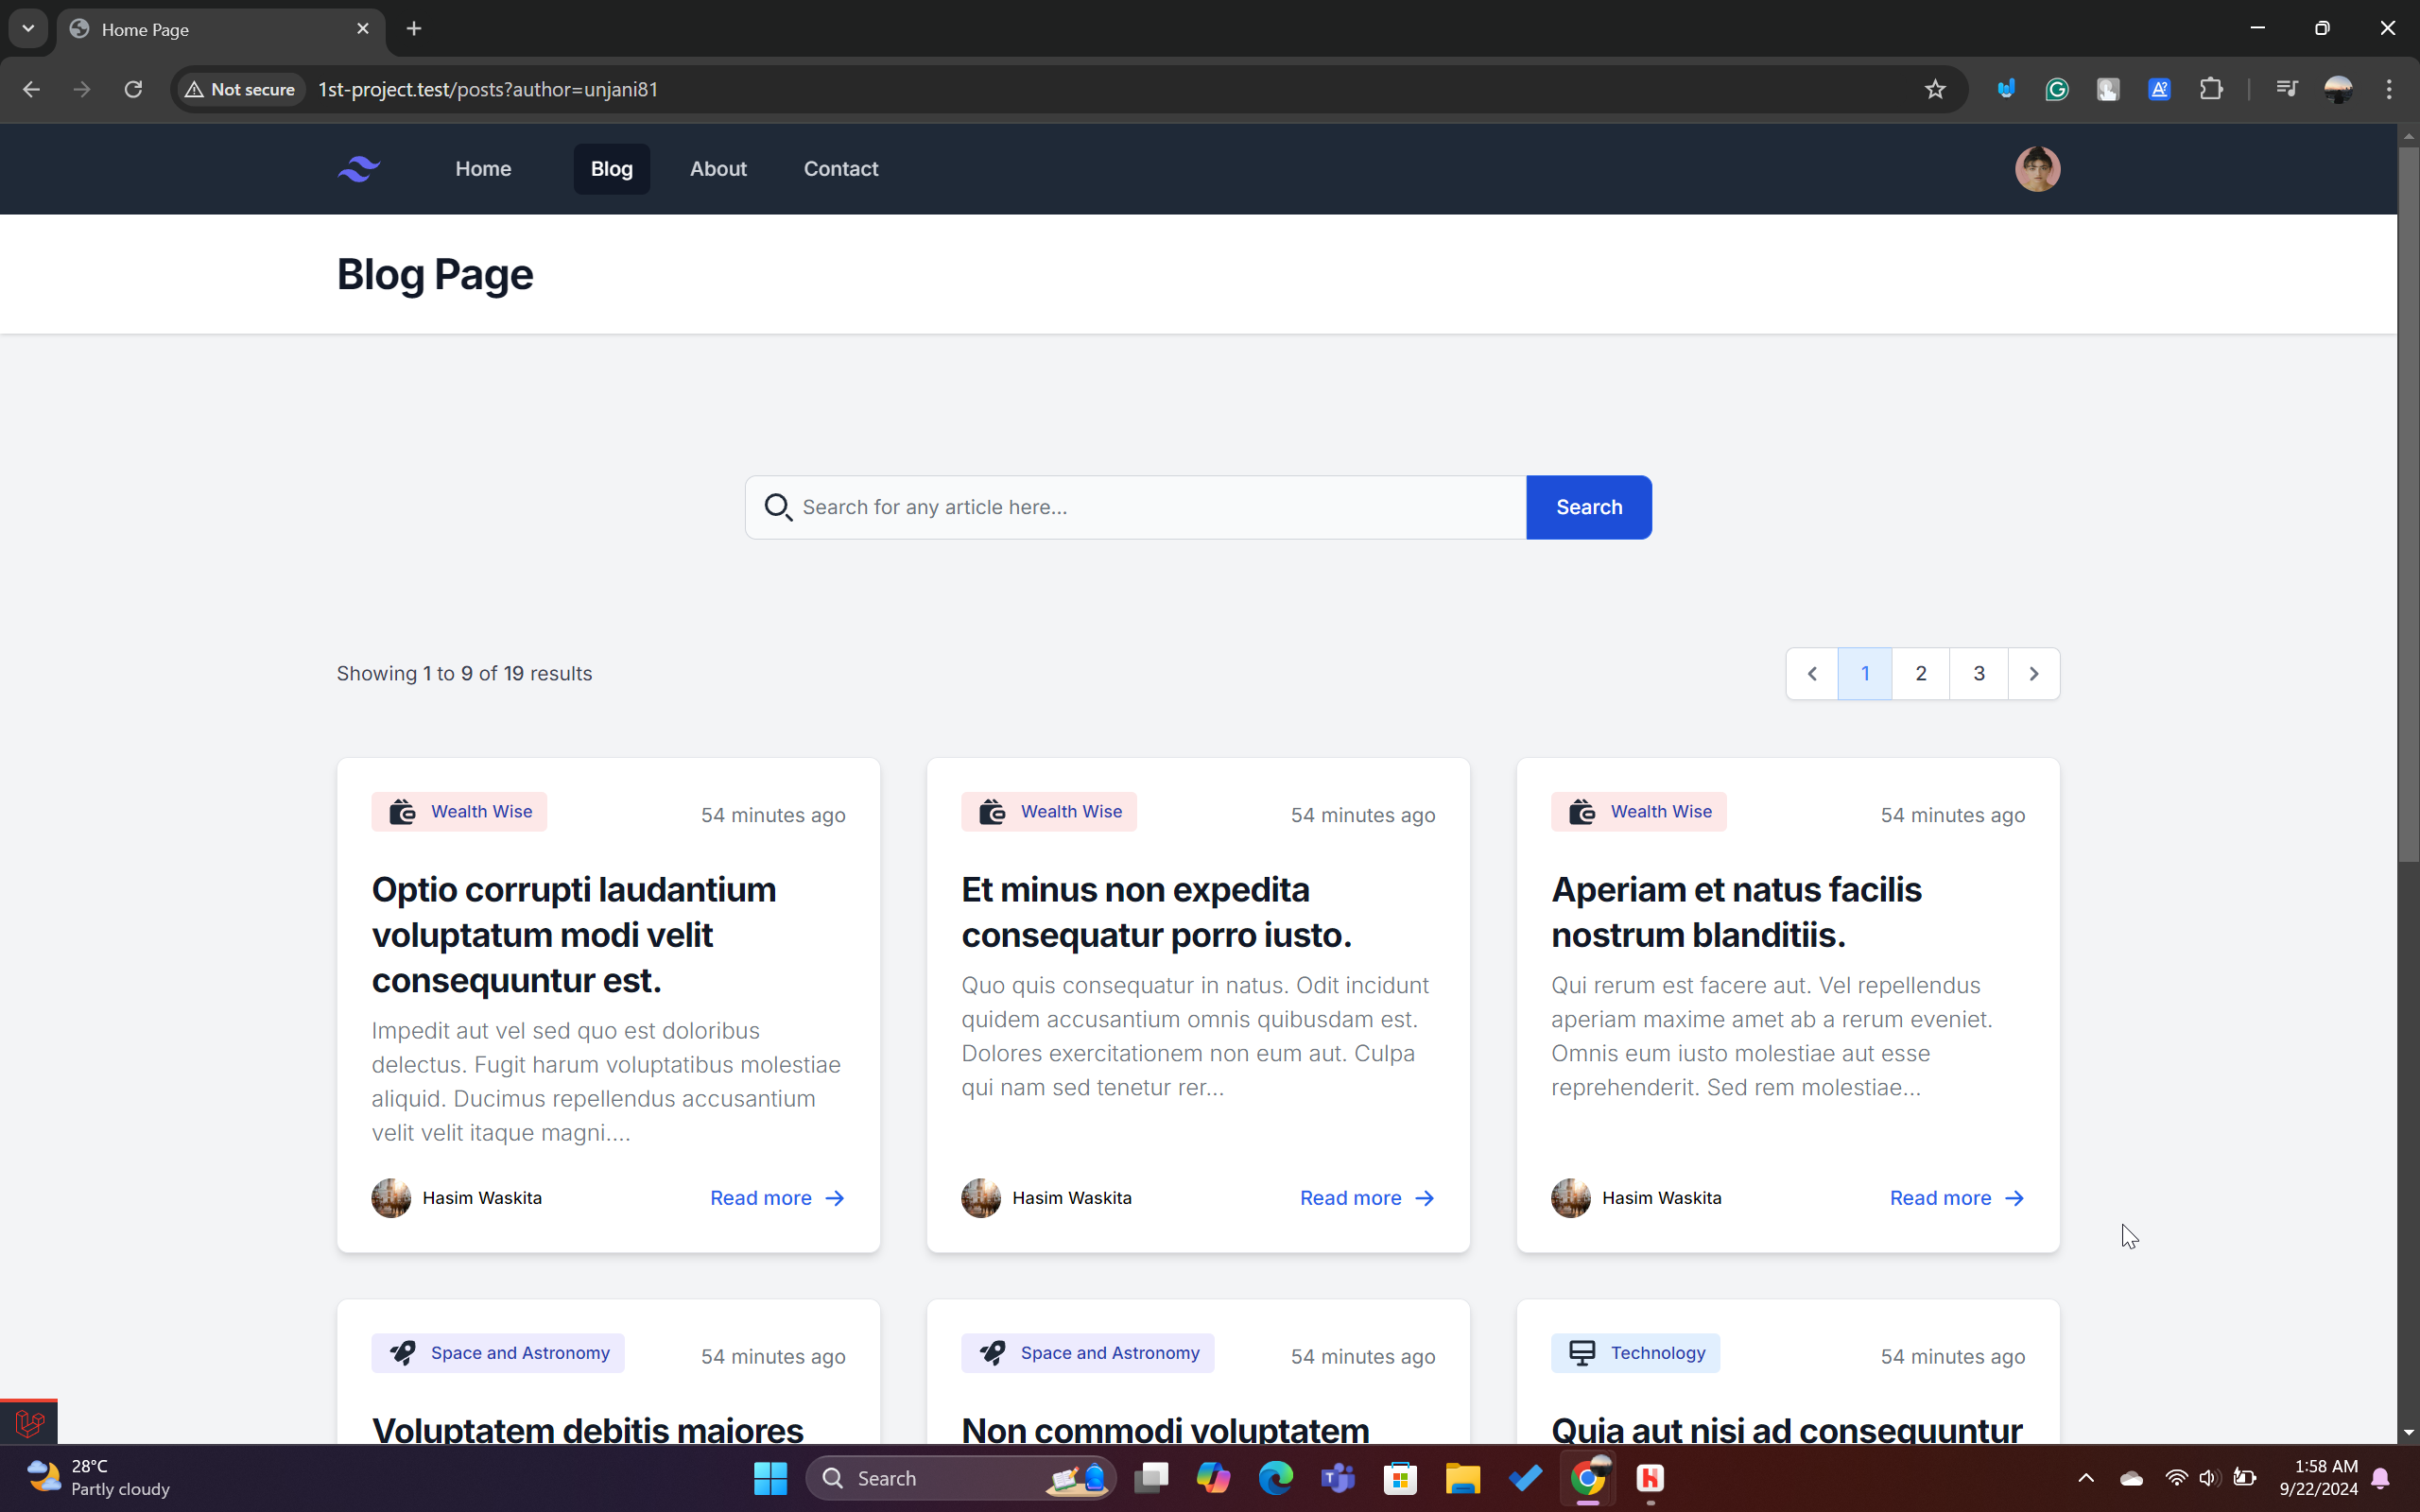 Home Page
Not secure
1st-project.test/posts?author=unjani81
Home
Blog
About
Contact
Blog Page
Search for any article here...
Search
Showing 1 to 9 of 19 results
1
2
3
Wealth Wise
54 minutes ago
Optio corrupti laudantium
voluptatum modi velit
consequuntur est.
Impedit aut vel sed quo est doloribus
delectus. Fugit harum voluptatibus molestiae
aliquid. Ducimus repellendus accusantium
velit velit itaque magni....
Hasim Waskita
Read more
Wealth Wise
54 minutes ago
Et minus non expedita
consequatur porro iusto.
Quo quis consequatur in natus. Odit incidunt
quidem accusantium omnis quibusdam est.
Dolores exercitationem non eum aut. Culpa
qui nam sed tenetur rer...
Hasim Waskita
Read more
Wealth Wise
54 minutes ago
Aperiam et natus facilis
nostrum blanditiis.
Qui rerum est facere aut. Vel repellendus
aperiam maxime amet ab a rerum eveniet.
Omnis eum iusto molestiae aut esse
reprehenderit. Sed rem molestiae...
Hasim Waskita
Read more
Space and Astronomy
54 minutes ago
Voluptatem debitis maiores
Space and Astronomy
54 minutes ago
Non commodi voluptatem
Technology
54 minutes ago
Quia aut nisi ad consequuntur
28°C
Partly cloudy
Search
1:58 AM
9/22/2024